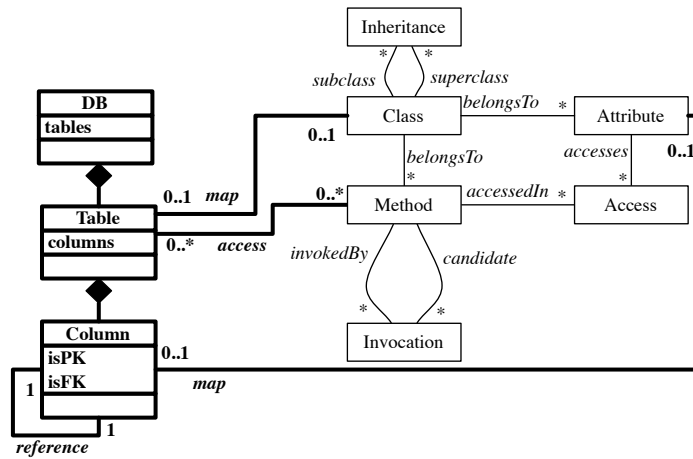 Inheritance
*
*
subclass
superclass
DB
tables
Class
belongsTo
*
Attribute
0..1
0..1
belongsTo
accesses
*
*
0..1
map
Table
columns
0..*
Method
accessedIn
*
Access
0..*
access
invokedBy
candidate
*
*
Column
isPK
isFK
0..1
Invocation
map
1
1
reference